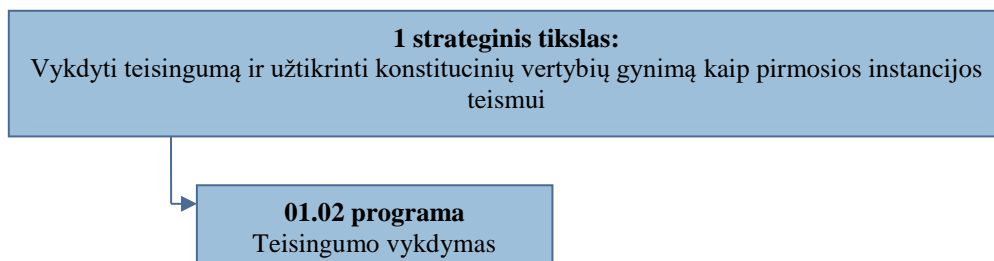 1 strateginis tikslas:
Vykdyti teisingumą ir užtikrinti konstitucinių vertybių gynimą kaip pirmosios instancijos
teismui
01.02 programa
Teisingumo vykdymas